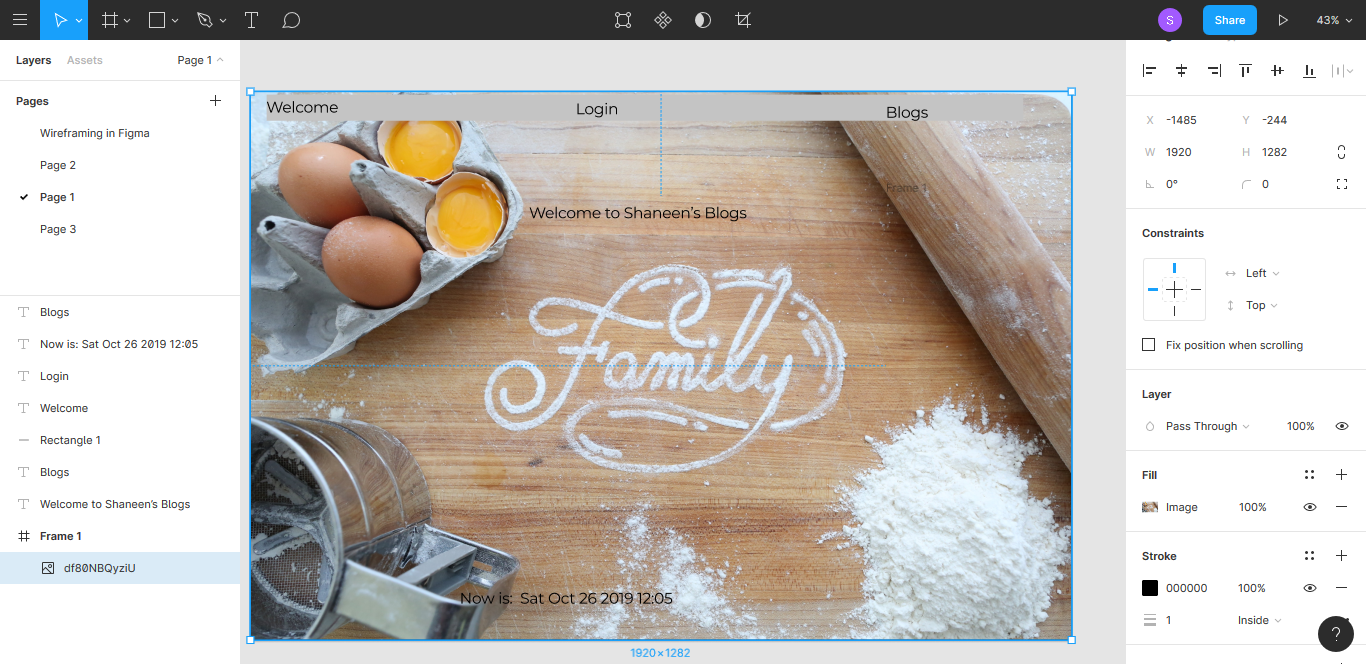 S
Share
43%
Layers
Assets
Page 1
Pages
Wireframing in Figma
Page 2
Page 1
Page 3
T Blogs
T Now is: Sat Oct 26 2019 12:05
T Login
T Welcome
Rectangle 1
T Blogs
T Welcome to Shaneen's Blogs
Frame 1
df80NBQyziU
Welcome
Login
Blogs
Frame 1
Welcome to Shaneen's Blogs
Family
Now is: Sat Oct 26 2019 12:05
1920×1282
X -1485 Y -244
W 1920 H 1282
0° 0
Constraints
Left
Top
Fix position when scrolling
Layer
Pass Through 100%
Fill
Image 100%
Stroke
000000 100%
1 Inside
?